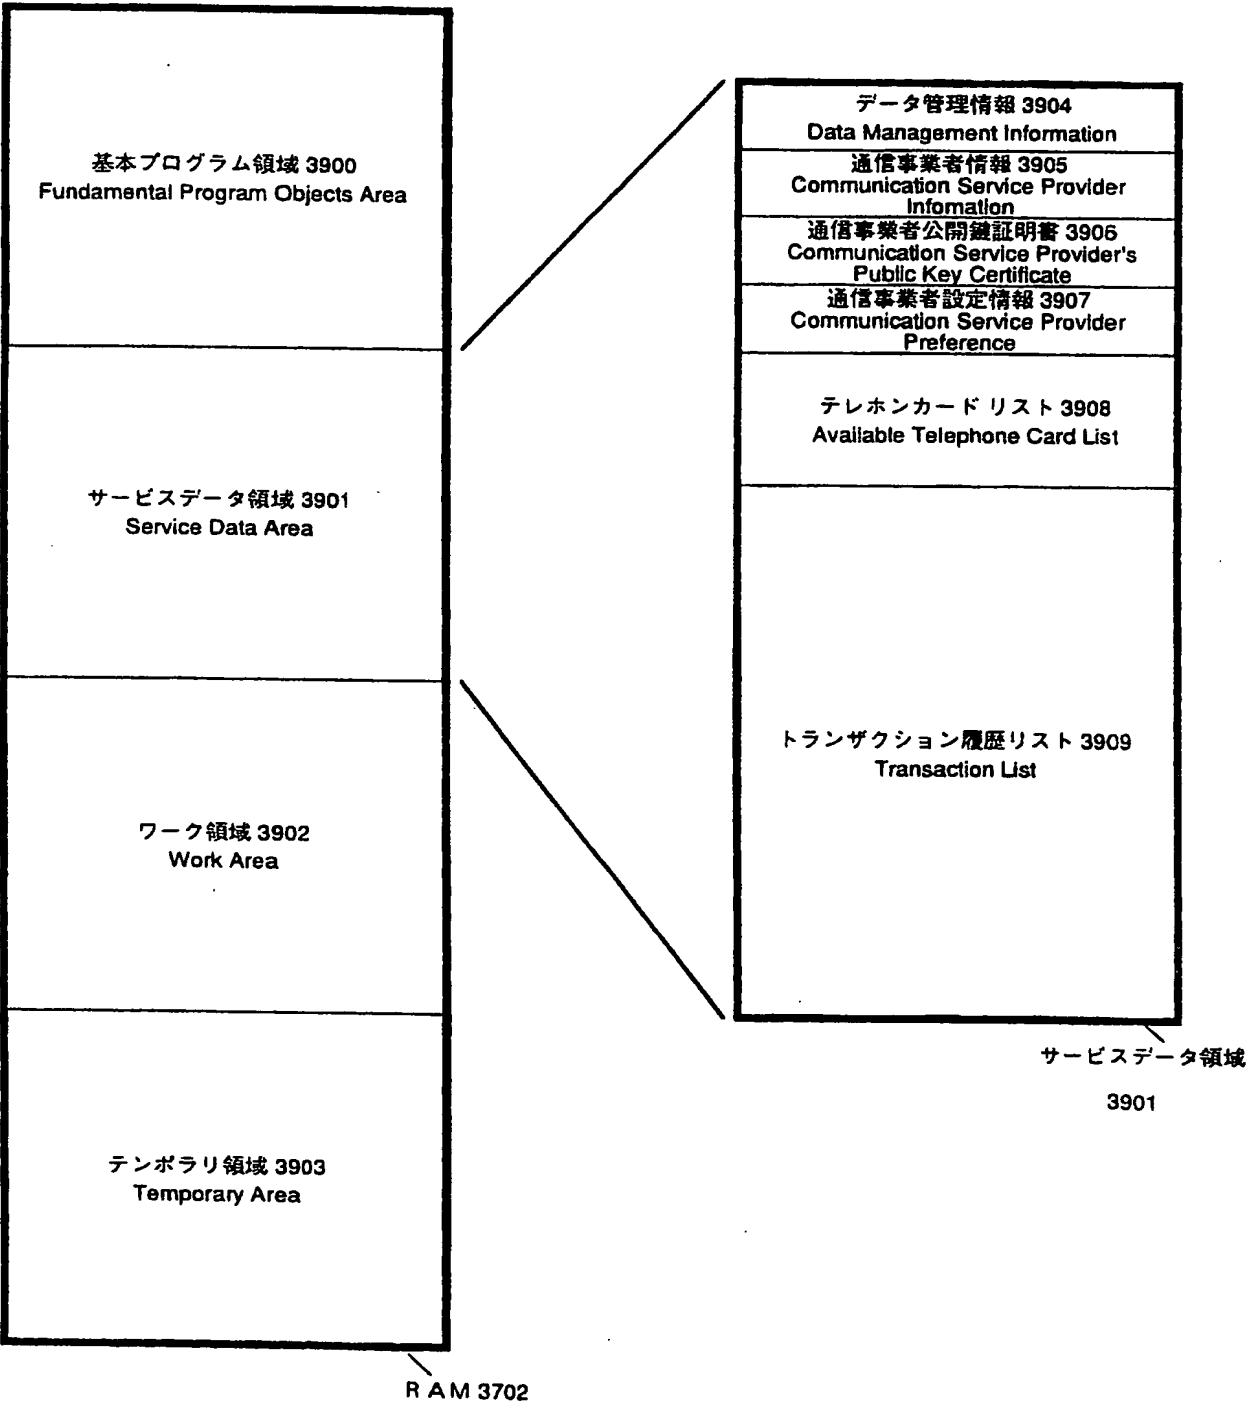 基本プログラム領域 3900
Fundamental Program Objects Area
サービスデータ領域 3901
Service Data Area
ワーク領域 3902
Work Area
テンポラリ領域 3903
Temporary Area
RAM 3702
データ管理情報 3904
Data Management Information
通信事業者情報 3905
Communication Service Provider
Infomation
通信事業者公開鍵証明書 3906
Communication Service Provider's
Public Key Certificate
通信事業者設定情報 3907
Communication Service Provider
Preference
テレホンカード リスト 3908
Available Telephone Card List
トランザクション履歴リスト 3909
Transaction List
サービスデータ領域
3901